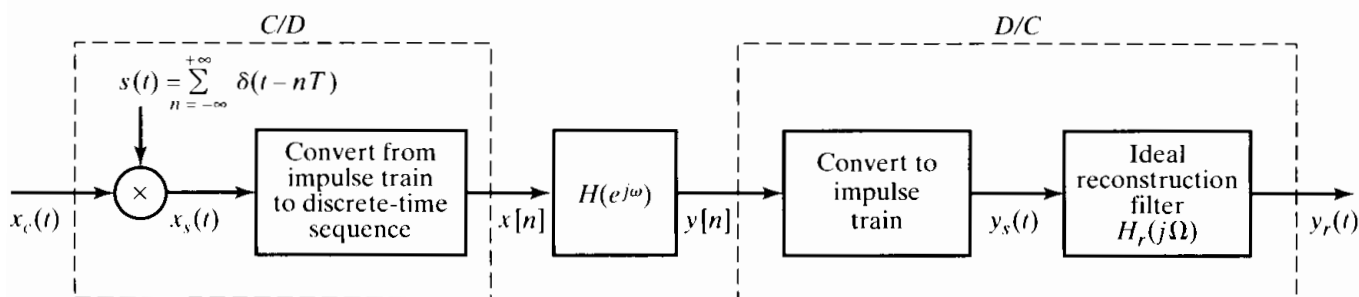 C/D
D/C
s(t) = +∞ ∑ n = −∞ δ(t − nT)
×
Convert from
impulse train
to discrete-time
sequence
H(e^{jω})
Convert to
impulse
train
Ideal
reconstruction
filter
H_r(jΩ)
x_c(t)
x_s(t)
x[n]
y[n]
y_s(t)
y_r(t)